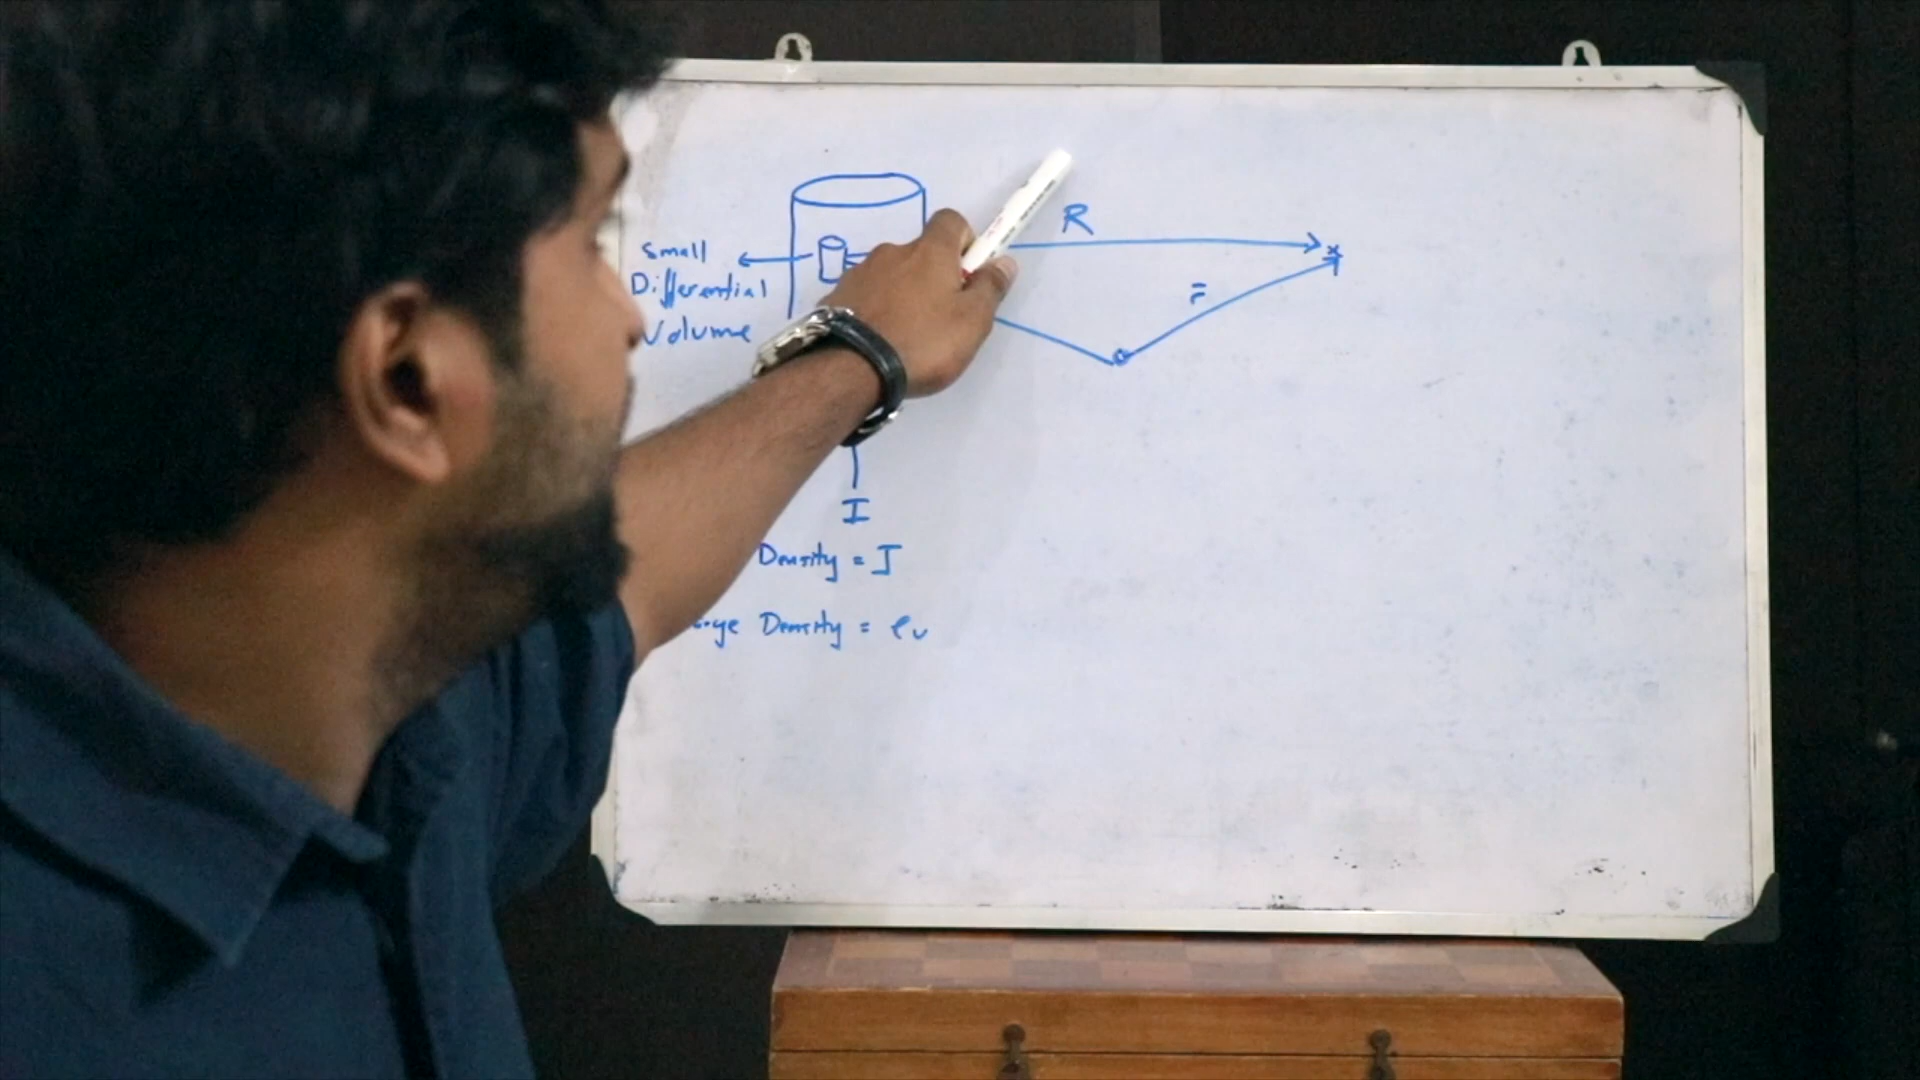 Small
Differential
Volume
R
r̄
I
Density = J
Density = ρv